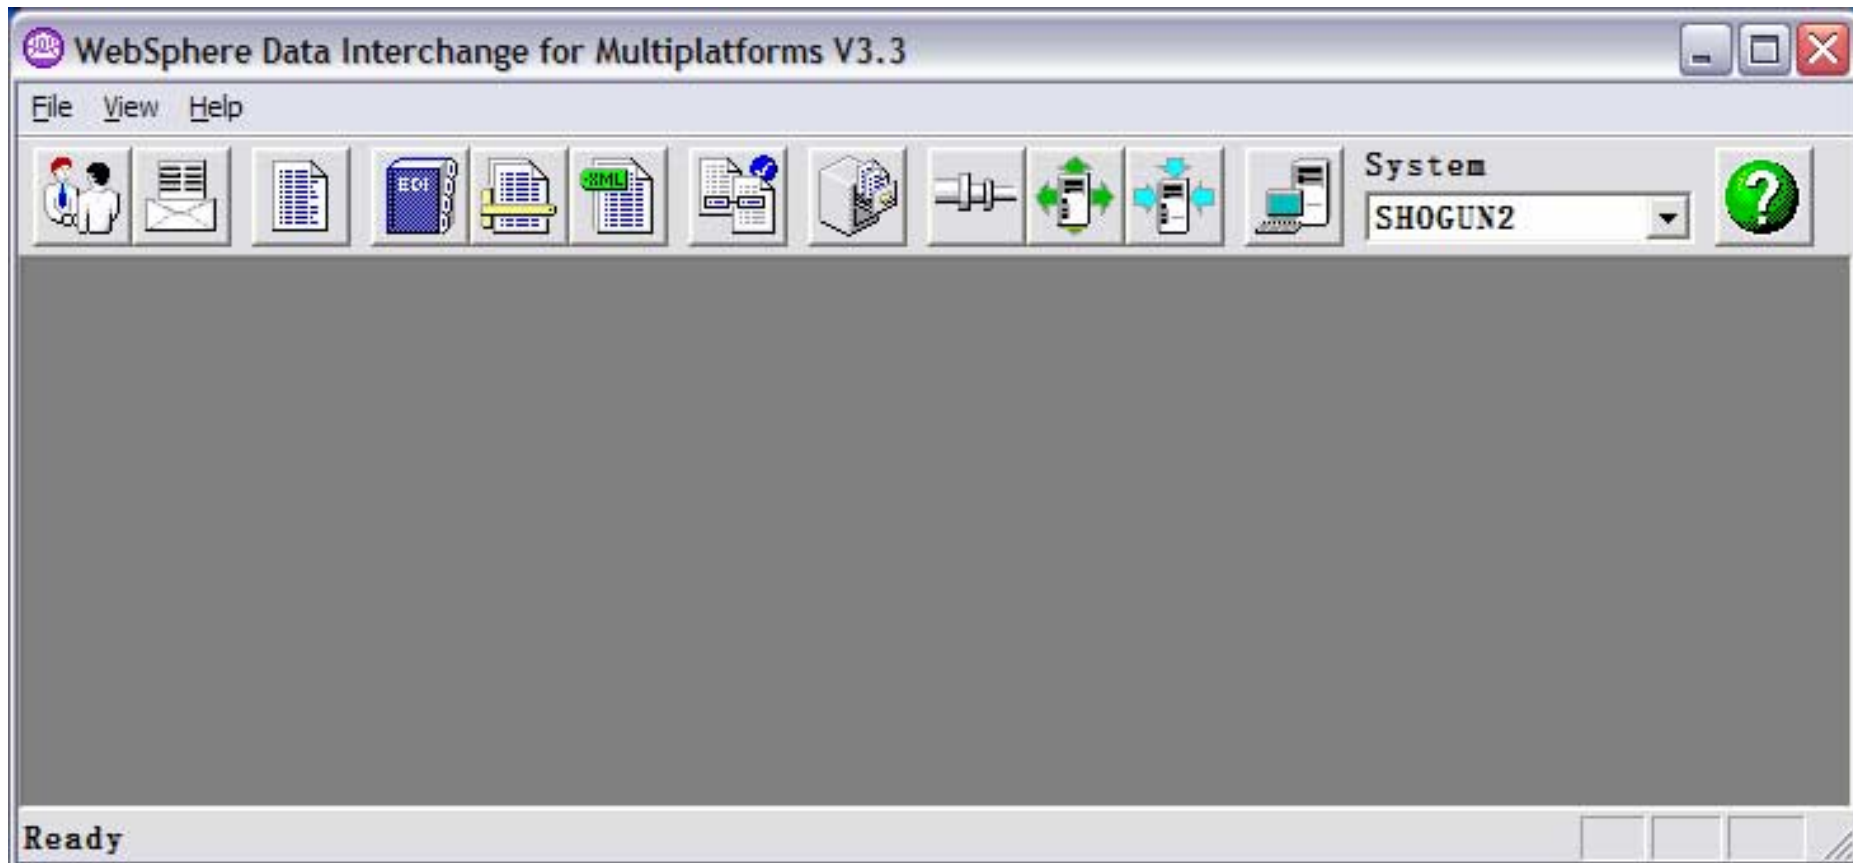 WebSphere Data Interchange for Multiplatforms V3.3
File View Help
EDI
XML
System
SHOGUN2
?
Ready